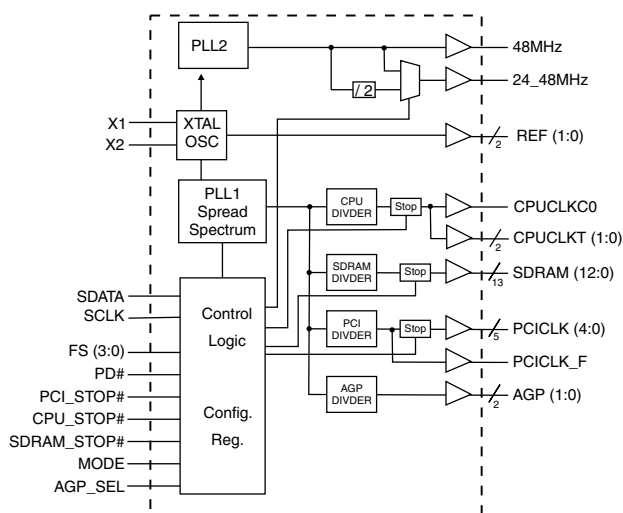 PLL2
48MHz
/ 2
24_48MHz
X1
X2
XTAL
OSC
2
REF (1:0)
PLL1
Spread
Spectrum
CPU
DIVDER
Stop
CPUCLKC0
2
CPUCLKT (1:0)
SDRAM
DIVDER
Stop
13
SDRAM (12:0)
SDATA
SCLK
FS (3:0)
PD#
PCI_STOP#
CPU_STOP#
SDRAM_STOP#
MODE
AGP_SEL
Control
Logic
Config.
Reg.
PCI
DIVDER
Stop
5
PCICLK (4:0)
PCICLK_F
AGP
DIVDER
2
AGP (1:0)